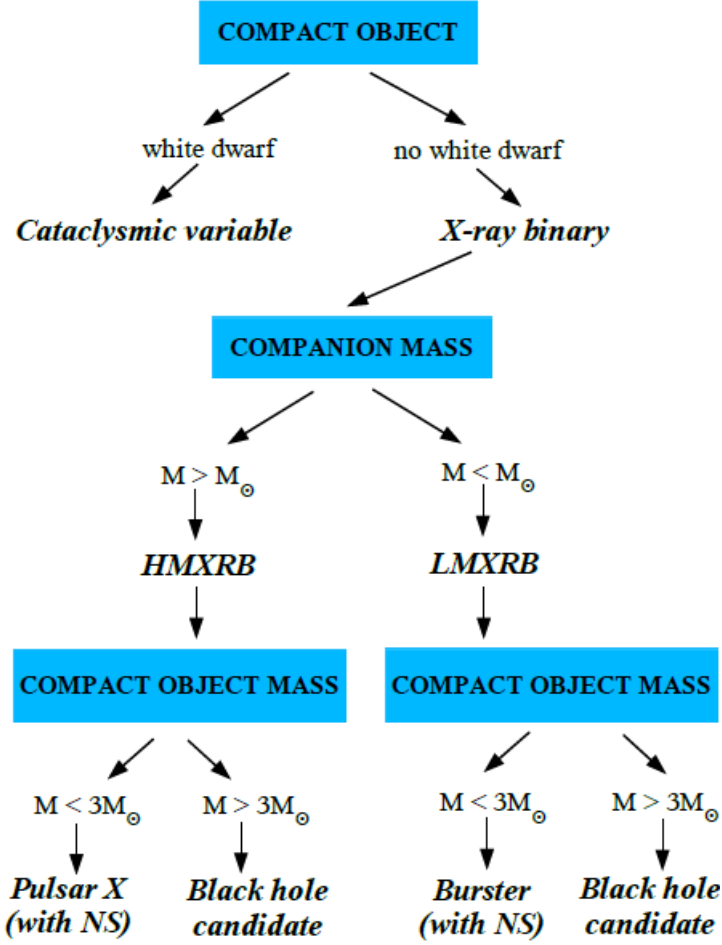 COMPACT OBJECT
white dwarf
no white dwarf
Cataclysmic variable
X-ray binary
COMPANION MASS
M > M⊙
M < M⊙
HMXRB
LMXRB
COMPACT OBJECT MASS
COMPACT OBJECT MASS
M < 3M⊙
M > 3M⊙
M < 3M⊙
M > 3M⊙
Pulsar X
(with NS)
Black hole
candidate
Burster
(with NS)
Black hole
candidate